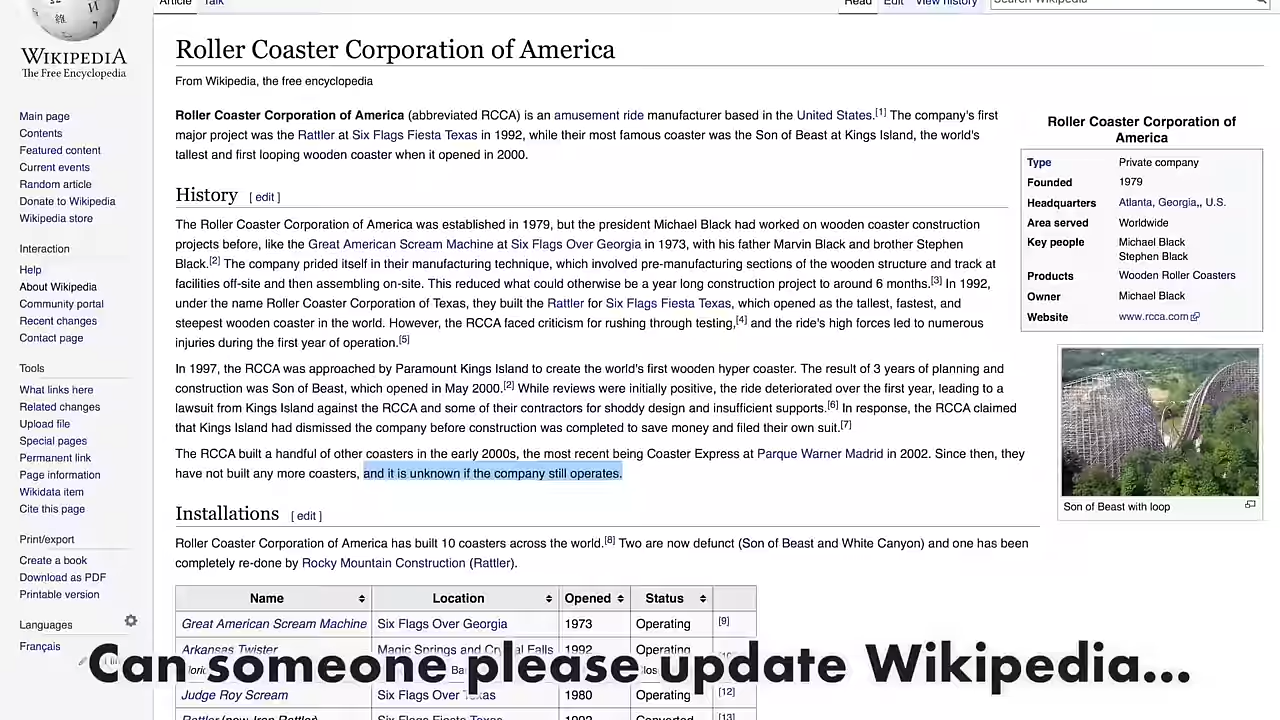 Article Talk Read Edit View history Search Wikipedia
WIKIPEDIA
The Free Encyclopedia
Main page
Contents
Featured content
Current events
Random article
Donate to Wikipedia
Wikipedia store
Interaction
Help
About Wikipedia
Community portal
Recent changes
Contact page
Tools
What links here
Related changes
Upload file
Special pages
Permanent link
Page information
Wikidata item
Cite this page
Print/export
Create a book
Download as PDF
Printable version
Languages
Français
Roller Coaster Corporation of America
From Wikipedia, the free encyclopedia
Roller Coaster Corporation of America (abbreviated RCCA) is an amusement ride manufacturer based in the United States.[1] The company's first
major project was the Rattler at Six Flags Fiesta Texas in 1992, while their most famous coaster was the Son of Beast at Kings Island, the world's
tallest and first looping wooden coaster when it opened in 2000.
History [ edit ]
The Roller Coaster Corporation of America was established in 1979, but the president Michael Black had worked on wooden coaster construction
projects before, like the Great American Scream Machine at Six Flags Over Georgia in 1973, with his father Marvin Black and brother Stephen
Black.[2] The company prided itself in their manufacturing technique, which involved pre-manufacturing sections of the wooden structure and track at
facilities off-site and then assembling on-site. This reduced what could otherwise be a year long construction project to around 6 months.[3] In 1992,
under the name Roller Coaster Corporation of Texas, they built the Rattler for Six Flags Fiesta Texas, which opened as the tallest, fastest, and
steepest wooden coaster in the world. However, the RCCA faced criticism for rushing through testing,[4] and the ride's high forces led to numerous
injuries during the first year of operation.[5]
In 1997, the RCCA was approached by Paramount Kings Island to create the world's first wooden hyper coaster. The result of 3 years of planning and
construction was Son of Beast, which opened in May 2000.[2] While reviews were initially positive, the ride deteriorated over the first year, leading to a
lawsuit from Kings Island against the RCCA and some of their contractors for shoddy design and insufficient supports.[6] In response, the RCCA claimed
that Kings Island had dismissed the company before construction was completed to save money and filed their own suit.[7]
The RCCA built a handful of other coasters in the early 2000s, the most recent being Coaster Express at Parque Warner Madrid in 2002. Since then, they
have not built any more coasters, and it is unknown if the company still operates.
Roller Coaster Corporation of
America
Type Private company
Founded 1979
Headquarters Atlanta, Georgia,, U.S.
Area served Worldwide
Key people Michael Black
Stephen Black
Products Wooden Roller Coasters
Owner Michael Black
Website www.rcca.com
Son of Beast with loop
Installations [ edit ]
Roller Coaster Corporation of America has built 10 coasters across the world.[8] Two are now defunct (Son of Beast and White Canyon) and one has been
completely re-done by Rocky Mountain Construction (Rattler).
Name Location Opened Status
Great American Scream Machine Six Flags Over Georgia 1973 Operating [9]
Arkansas Twister Magic Springs and Crystal Falls 1992 Operating
Can someone please update Wikipedia...
Judge Roy Scream Six Flags Over Texas 1980 Operating [12]
Rattler (now Iron Rattler) Six Flags Fiesta Texas 1992 Converted [13]